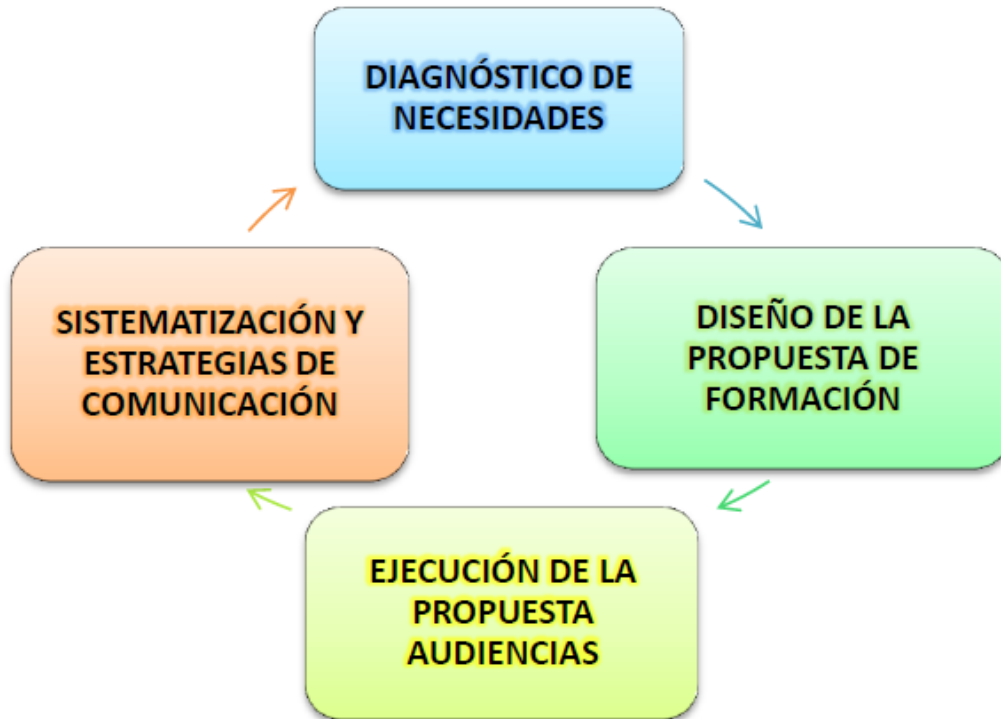 DIAGNÓSTICO DE
NECESIDADES
DISEÑO DE LA
PROPUESTA DE
FORMACIÓN
EJECUCIÓN DE LA
PROPUESTA
AUDIENCIAS
SISTEMATIZACIÓN Y
ESTRATEGIAS DE
COMUNICACIÓN